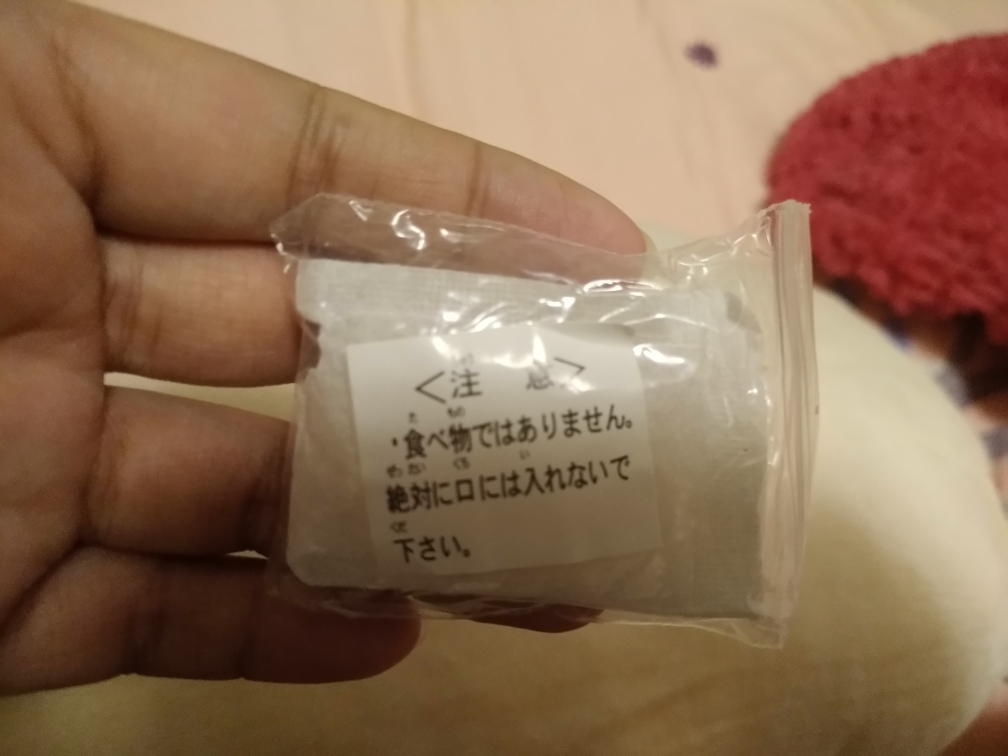 <注 意>
・食べ物ではありません。
絶対に口には入れないで
下さい。